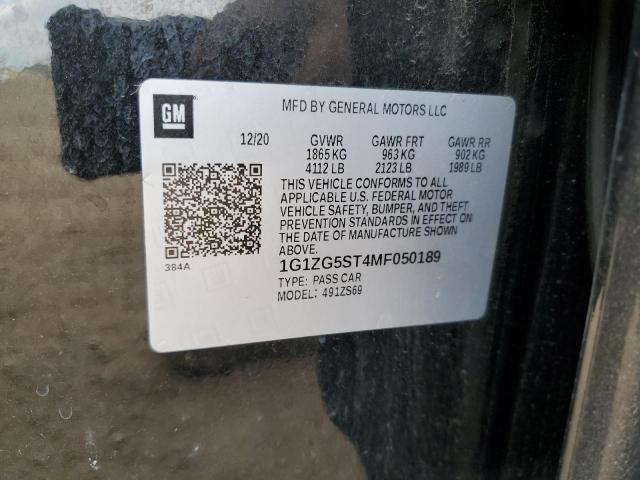 GM
MFD BY GENERAL MOTORS LLC
12/20 GVWR GAWR FRT GAWR RR
1865 KG 963 KG 902 KG
4112 LB 2123 LB 1989 LB
THIS VEHICLE CONFORMS TO ALL
APPLICABLE U.S. FEDERAL MOTOR
VEHICLE SAFETY, BUMPER, AND THEFT
PREVENTION STANDARDS IN EFFECT ON
THE DATE OF MANUFACTURE SHOWN
ABOVE.
384A
1G1ZG5ST4MF050189
TYPE: PASS CAR
MODEL: 491ZS69